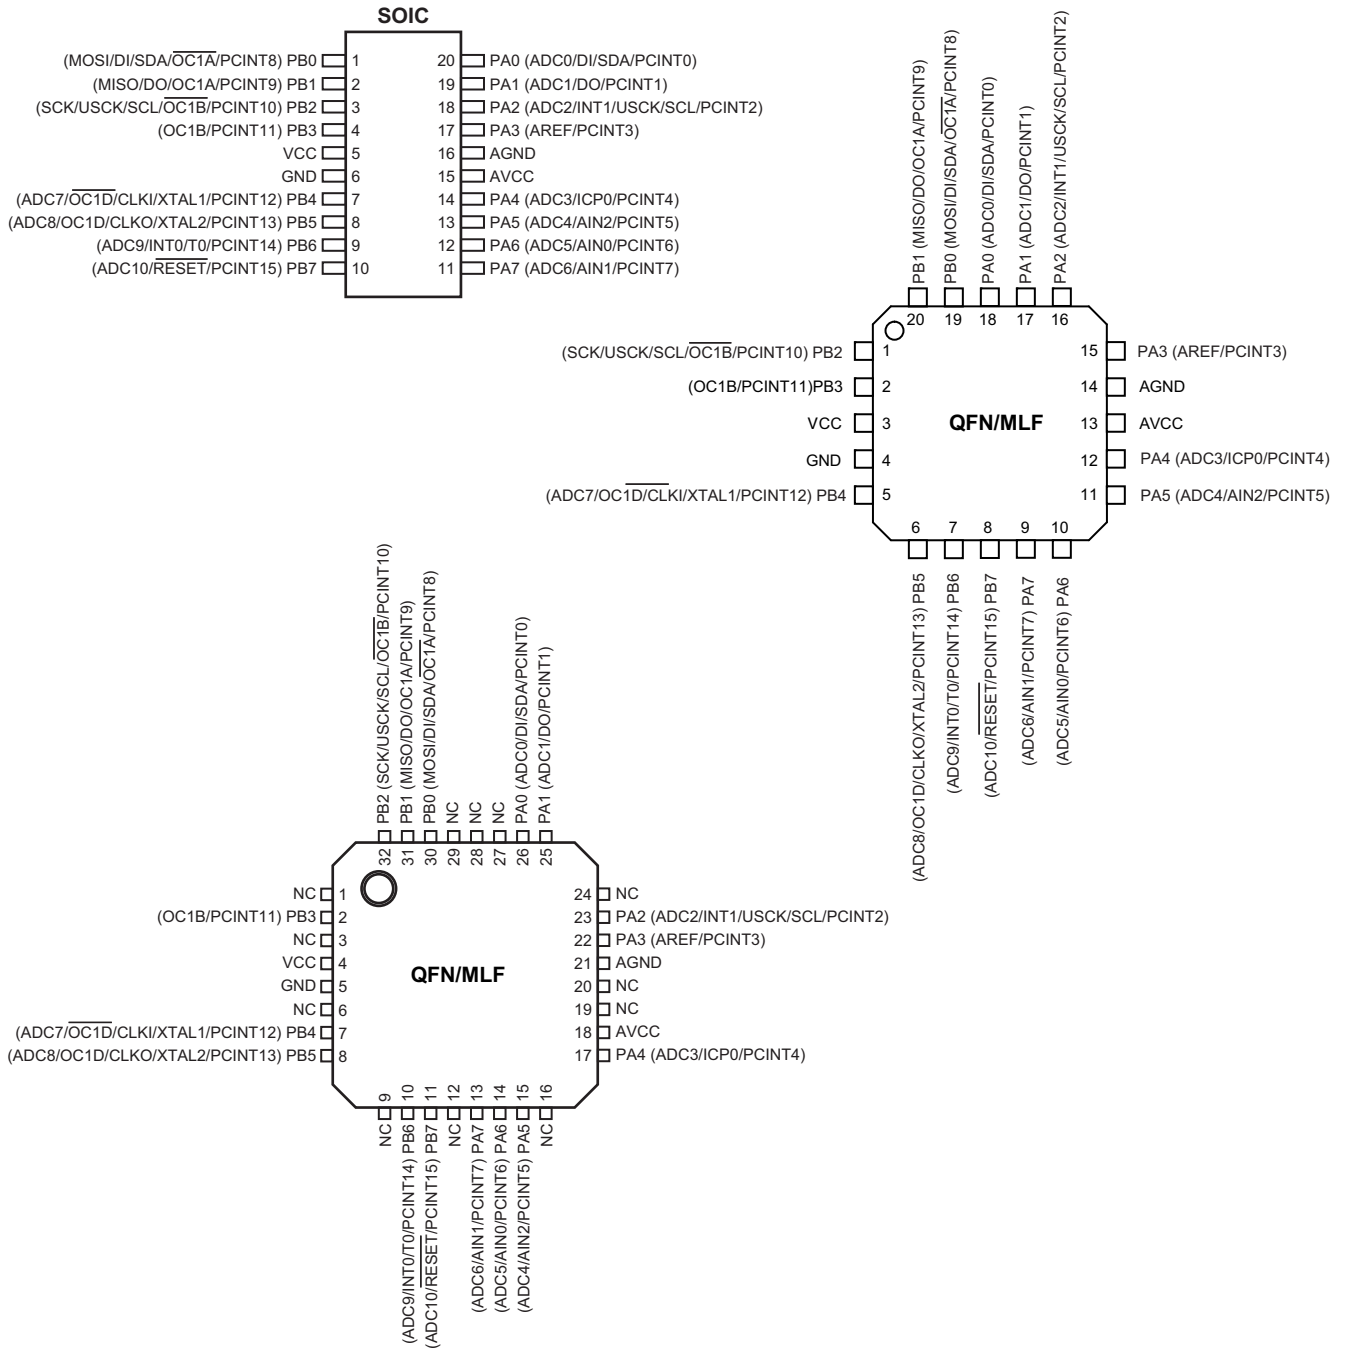 SOIC
(MOSI/DI/SDA/OC1A/PCINT8) PB0 1
(MISO/DO/OC1A/PCINT9) PB1 2
(SCK/USCK/SCL/OC1B/PCINT10) PB2 3
(OC1B/PCINT11) PB3 4
VCC 5
GND 6
(ADC7/OC1D/CLKI/XTAL1/PCINT12) PB4 7
(ADC8/OC1D/CLKO/XTAL2/PCINT13) PB5 8
(ADC9/INT0/T0/PCINT14) PB6 9
(ADC10/RESET/PCINT15) PB7 10
20 PA0 (ADC0/DI/SDA/PCINT0)
19 PA1 (ADC1/DO/PCINT1)
18 PA2 (ADC2/INT1/USCK/SCL/PCINT2)
17 PA3 (AREF/PCINT3)
16 AGND
15 AVCC
14 PA4 (ADC3/ICP0/PCINT4)
13 PA5 (ADC4/AIN2/PCINT5)
12 PA6 (ADC5/AIN0/PCINT6)
11 PA7 (ADC6/AIN1/PCINT7)
PB1 (MISO/DO/OC1A/PCINT9) 20
PB0 (MOSI/DI/SDA/OC1A/PCINT8) 19
PA0 (ADC0/DI/SDA/PCINT0) 18
PA1 (ADC1/DO/PCINT1) 17
PA2 (ADC2/INT1/USCK/SCL/PCINT2) 16
(SCK/USCK/SCL/OC1B/PCINT10) PB2 1
(OC1B/PCINT11)PB3 2
VCC 3
GND 4
(ADC7/OC1D/CLKI/XTAL1/PCINT12) PB4 5
QFN/MLF
15 PA3 (AREF/PCINT3)
14 AGND
13 AVCC
12 PA4 (ADC3/ICP0/PCINT4)
11 PA5 (ADC4/AIN2/PCINT5)
6 (ADC8/OC1D/CLKO/XTAL2/PCINT13) PB5
7 (ADC9/INT0/T0/PCINT14) PB6
8 (ADC10/RESET/PCINT15) PB7
9 (ADC6/AIN1/PCINT7) PA7
10 (ADC5/AIN0/PCINT6) PA6
PB2 (SCK/USCK/SCL/OC1B/PCINT10) 32
PB1 (MISO/DO/OC1A/PCINT9) 31
PB0 (MOSI/DI/SDA/OC1A/PCINT8) 30
NC 29
NC 28
NC 27
PA0 (ADC0/DI/SDA/PCINT0) 26
PA1 (ADC1/DO/PCINT1) 25
NC 1
(OC1B/PCINT11) PB3 2
NC 3
VCC 4
GND 5
NC 6
(ADC7/OC1D/CLKI/XTAL1/PCINT12) PB4 7
(ADC8/OC1D/CLKO/XTAL2/PCINT13) PB5 8
QFN/MLF
24 NC
23 PA2 (ADC2/INT1/USCK/SCL/PCINT2)
22 PA3 (AREF/PCINT3)
21 AGND
20 NC
19 NC
18 AVCC
17 PA4 (ADC3/ICP0/PCINT4)
9 NC
10 (ADC9/INT0/T0/PCINT14) PB6
11 (ADC10/RESET/PCINT15) PB7
12 NC
13 (ADC6/AIN1/PCINT7) PA7
14 (ADC5/AIN0/PCINT6) PA6
15 (ADC4/AIN2/PCINT5) PA5
16 NC